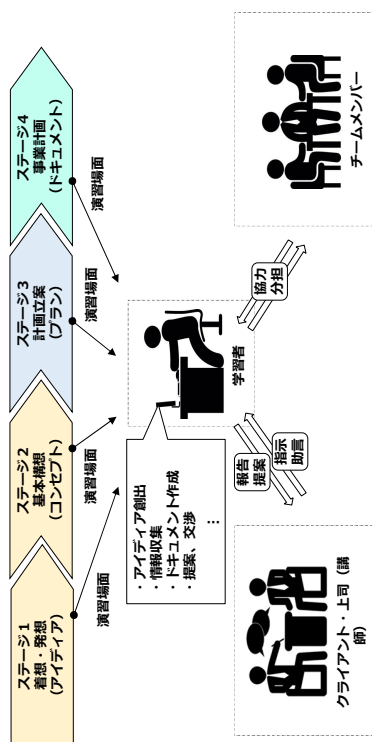 ステージ1
着想・発想
(アイディア)
ステージ2
基本構想
(コンセプト)
ステージ3
計画立案
(プラン)
ステージ4
事業計画
(ドキュメント)
演習場面
演習場面
演習場面
演習場面
・アイディア創出
・情報収集
・ドキュメント作成
・提案、交渉
⋮
学習者
報告
提案
指示
助言
協力
分担
クライアント・上司(講
師)
チームメンバー